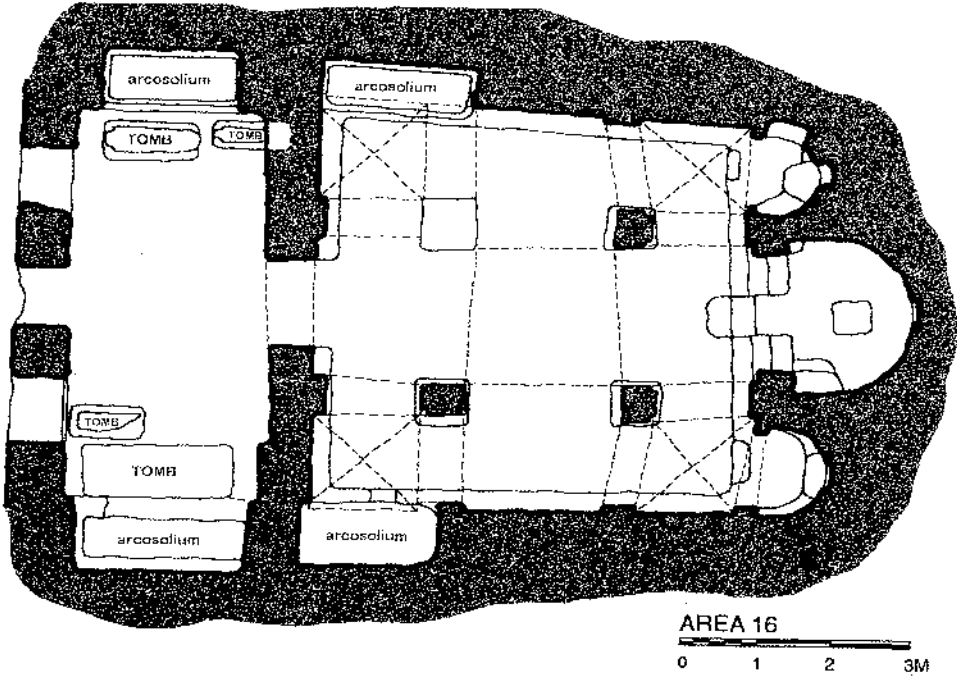 arcosolium
arcosolium
TOMB
TOMB
TOMB
TOMB
arcosolium
arcosolium
AREA 16
0 1 2 3M